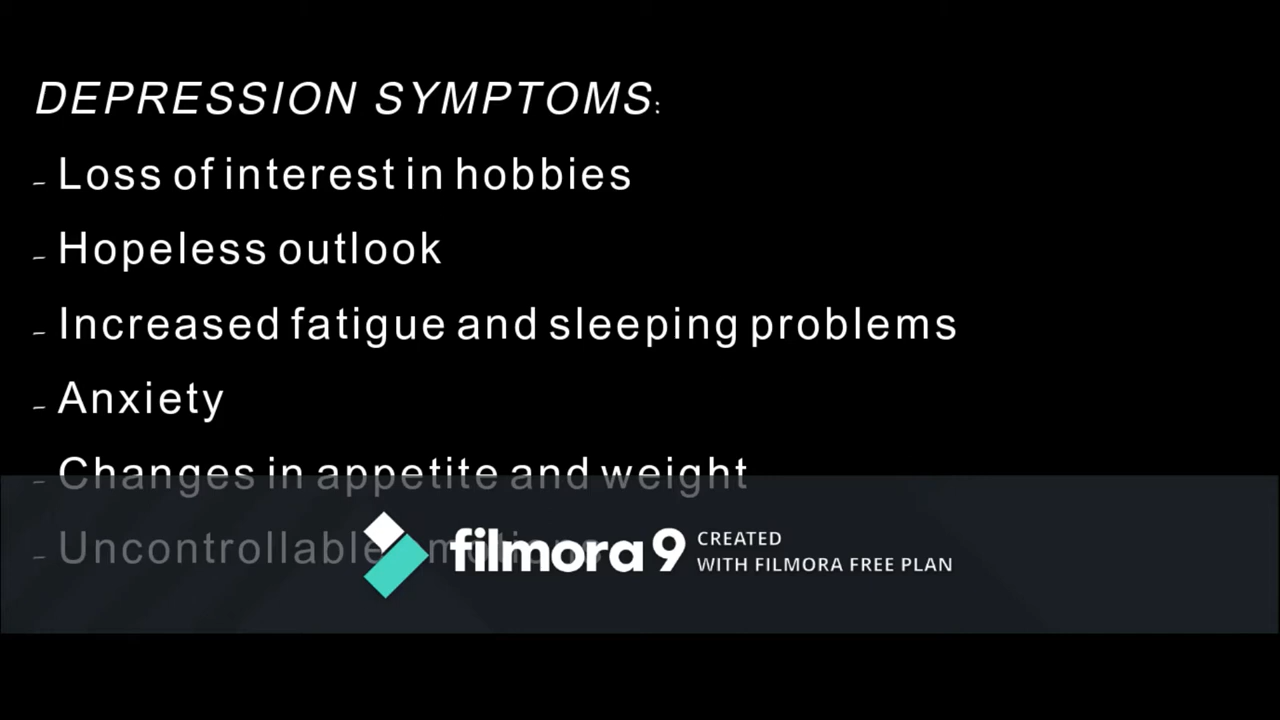 DEPRESSION SYMPTOMS:
- Loss of interest in hobbies
- Hopeless outlook
- Increased fatigue and sleeping problems
- Anxiety
- Changes in appetite and weight
- Uncontrollable
filmora 9
CREATED
WITH FILMORA FREE PLAN